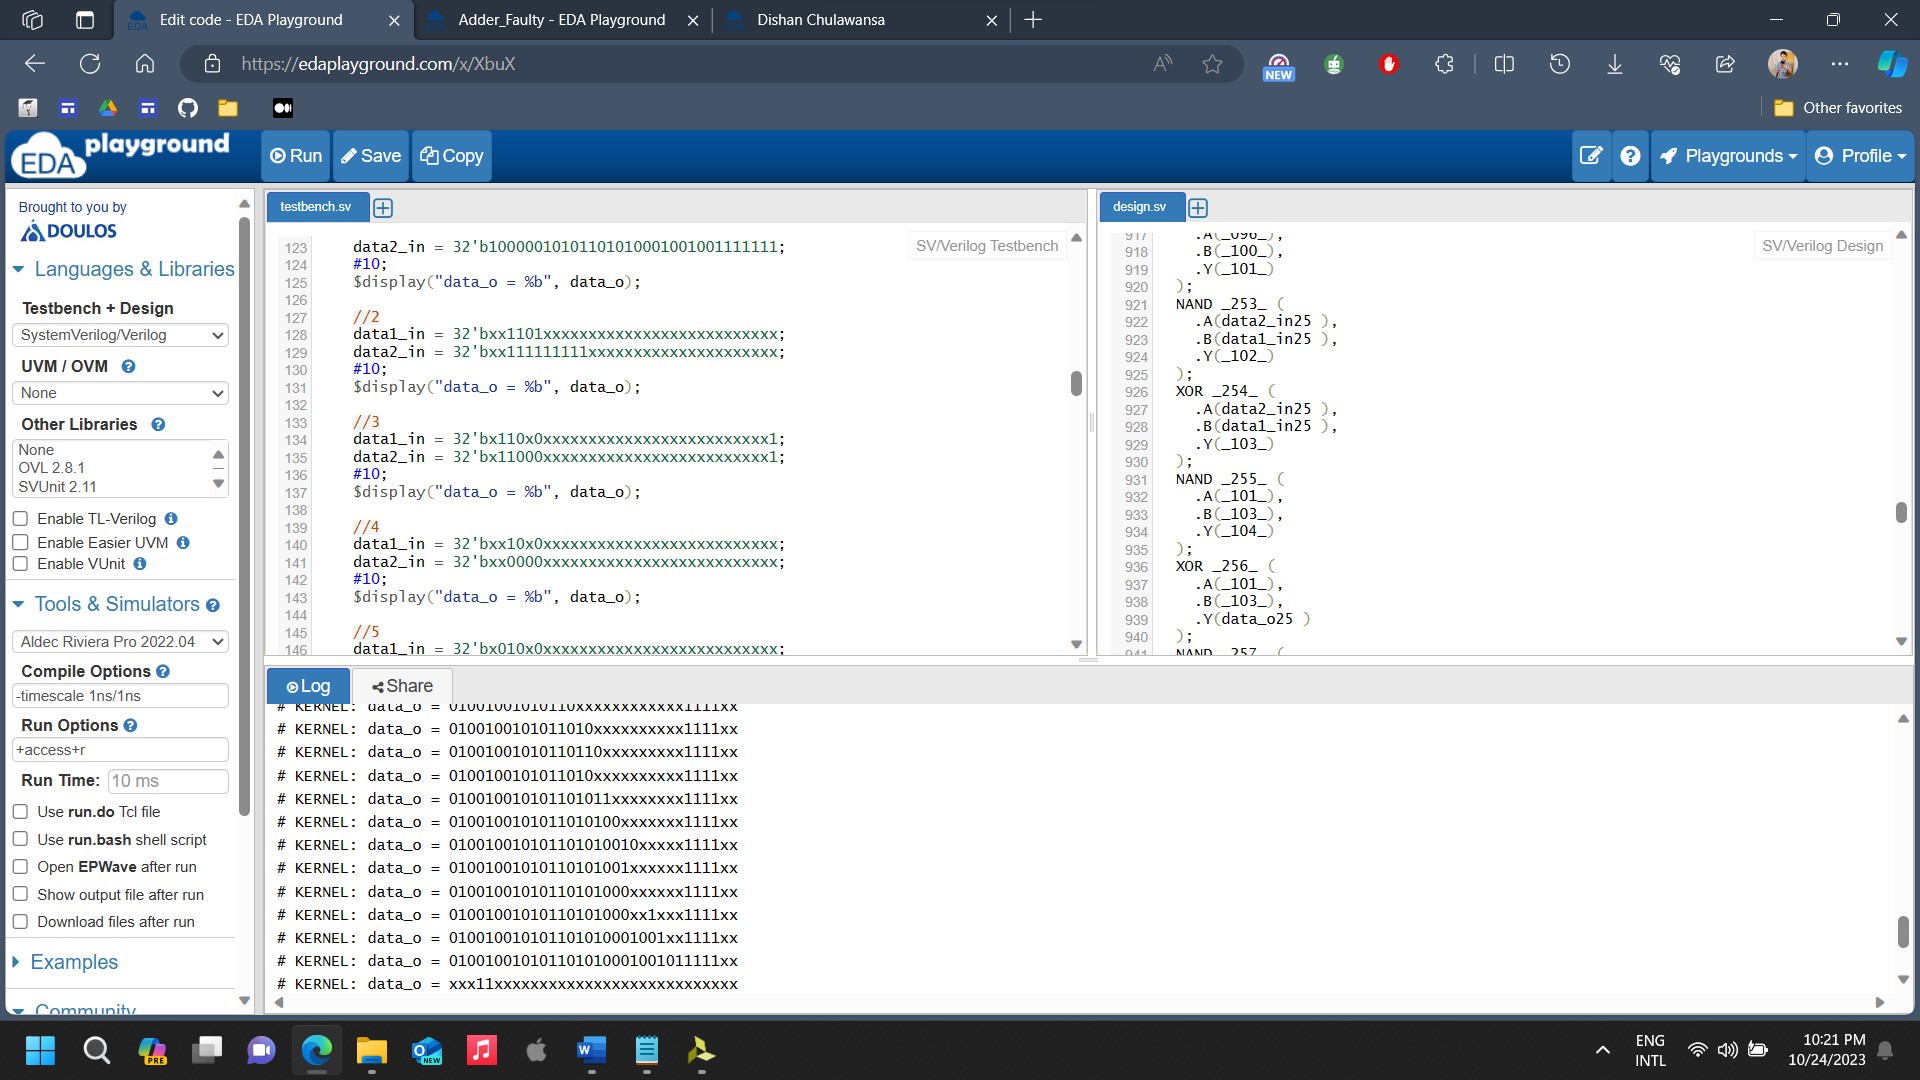 Edit code - EDA Playground
Adder_Faulty - EDA Playground
Dishan Chulawansa
https://edaplayground.com/x/XbuX
NEW
Other favorites
EDA playground
Run
Save
Copy
Playgrounds
Profile
Brought to you by
DOULOS
Languages & Libraries
Testbench + Design
SystemVerilog/Verilog
UVM / OVM
None
Other Libraries
None
OVL 2.8.1
SVUnit 2.11
Enable TL-Verilog
Enable Easier UVM
Enable VUnit
Tools & Simulators
Aldec Riviera Pro 2022.04
Compile Options
-timescale 1ns/1ns
Run Options
+access+r
Run Time: 10 ms
Use run.do Tcl file
Use run.bash shell script
Open EPWave after run
Show output file after run
Download files after run
Examples
Community
testbench.sv
SV/Verilog Testbench
123 data2_in = 32'b10000010101101010001001001111111;
124 #10;
125 $display("data_o = %b", data_o);
126
127 //2
128 data1_in = 32'bxx1101xxxxxxxxxxxxxxxxxxxxxxxxxx;
129 data2_in = 32'bxx111111111xxxxxxxxxxxxxxxxxxxxx;
130 #10;
131 $display("data_o = %b", data_o);
132
133 //3
134 data1_in = 32'bx110x0xxxxxxxxxxxxxxxxxxxxxxxxx1;
135 data2_in = 32'bx11000xxxxxxxxxxxxxxxxxxxxxxxxx1;
136 #10;
137 $display("data_o = %b", data_o);
138
139 //4
140 data1_in = 32'bxx10x0xxxxxxxxxxxxxxxxxxxxxxxxxx;
141 data2_in = 32'bxx0000xxxxxxxxxxxxxxxxxxxxxxxxxx;
142 #10;
143 $display("data_o = %b", data_o);
144
145 //5
146 data1_in = 32'bx010x0xxxxxxxxxxxxxxxxxxxxxxxxxx;
design.sv
SV/Verilog Design
917 .A(_096_),
918 .B(_100_),
919 .Y(_101_)
920 );
921 NAND _253_ (
922 .A(data2_in25 ),
923 .B(data1_in25 ),
924 .Y(_102_)
925 );
926 XOR _254_ (
927 .A(data2_in25 ),
928 .B(data1_in25 ),
929 .Y(_103_)
930 );
931 NAND _255_ (
932 .A(_101_),
933 .B(_103_),
934 .Y(_104_)
935 );
936 XOR _256_ (
937 .A(_101_),
938 .B(_103_),
939 .Y(data_o25 )
940 );
941 NAND _257_ (
Log
Share
# KERNEL: data_o = 01001001010110xxxxxxxxxxxx1111xx
# KERNEL: data_o = 0100100101011010xxxxxxxxxx1111xx
# KERNEL: data_o = 01001001010110110xxxxxxxxx1111xx
# KERNEL: data_o = 0100100101011010xxxxxxxxxx1111xx
# KERNEL: data_o = 010010010101101011xxxxxxxx1111xx
# KERNEL: data_o = 0100100101011010100xxxxxxx1111xx
# KERNEL: data_o = 010010010101101010010xxxxx1111xx
# KERNEL: data_o = 01001001010110101001xxxxxx1111xx
# KERNEL: data_o = 01001001010110101000xxxxxx1111xx
# KERNEL: data_o = 01001001010110101000xx1xxx1111xx
# KERNEL: data_o = 010010010101101010001001xx1111xx
# KERNEL: data_o = 010010010101101010001001011111xx
# KERNEL: data_o = xxx11xxxxxxxxxxxxxxxxxxxxxxxxxxx
PRE
NEW
ENG
INTL
10:21 PM
10/24/2023